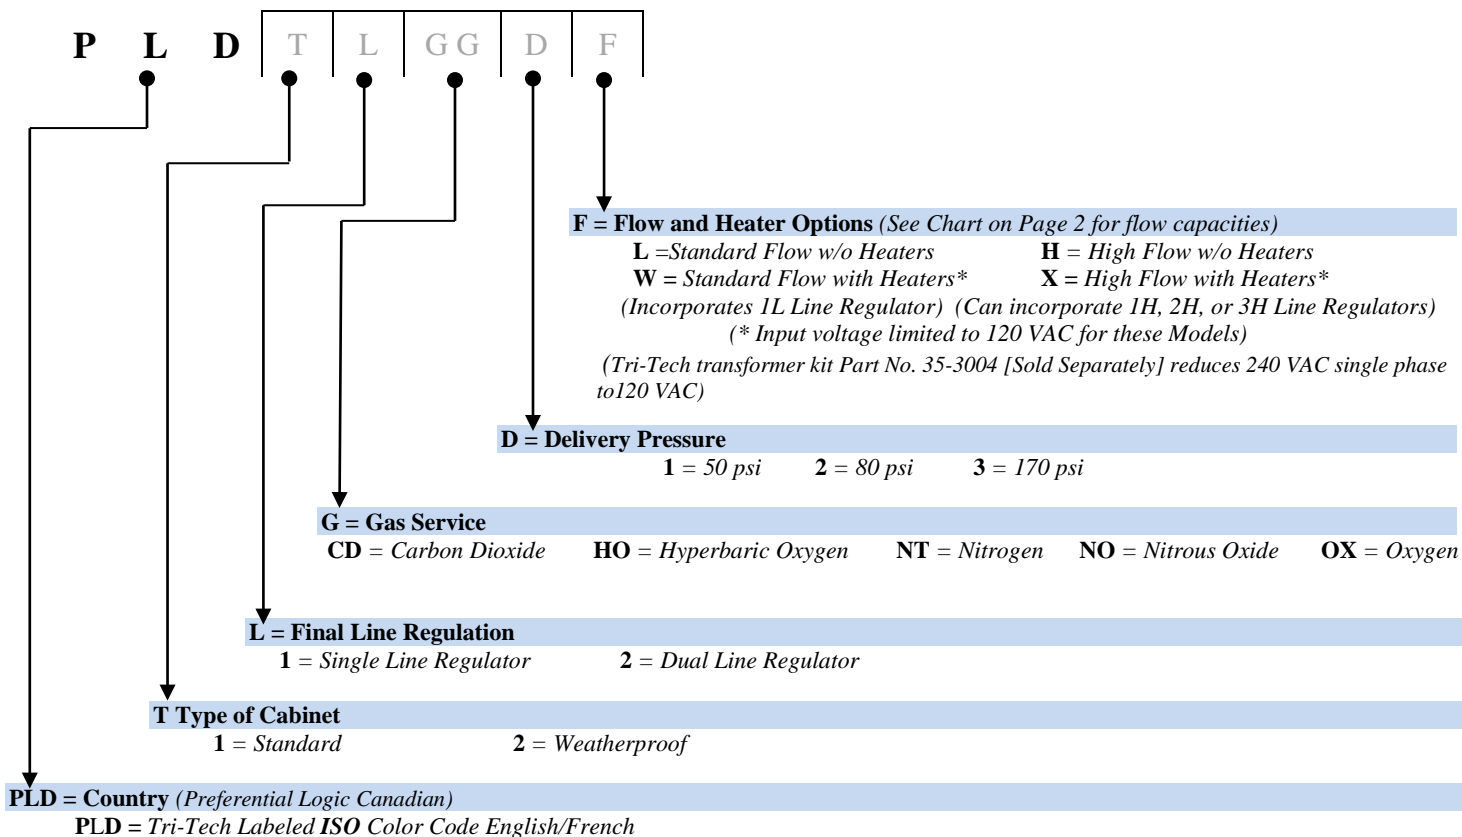 P L D T L G G D F
F = Flow and Heater Options (See Chart on Page 2 for flow capacities)
L =Standard Flow w/o Heaters H = High Flow w/o Heaters
W = Standard Flow with Heaters* X = High Flow with Heaters*
(Incorporates 1L Line Regulator) (Can incorporate 1H, 2H, or 3H Line Regulators)
(* Input voltage limited to 120 VAC for these Models)
(Tri-Tech transformer kit Part No. 35-3004 [Sold Separately] reduces 240 VAC single phase
to120 VAC)
D = Delivery Pressure
1 = 50 psi 2 = 80 psi 3 = 170 psi
G = Gas Service
CD = Carbon Dioxide HO = Hyperbaric Oxygen NT = Nitrogen NO = Nitrous Oxide OX = Oxygen
L = Final Line Regulation
1 = Single Line Regulator 2 = Dual Line Regulator
T Type of Cabinet
1 = Standard 2 = Weatherproof
PLD = Country (Preferential Logic Canadian)
PLD = Tri-Tech Labeled ISO Color Code English/French